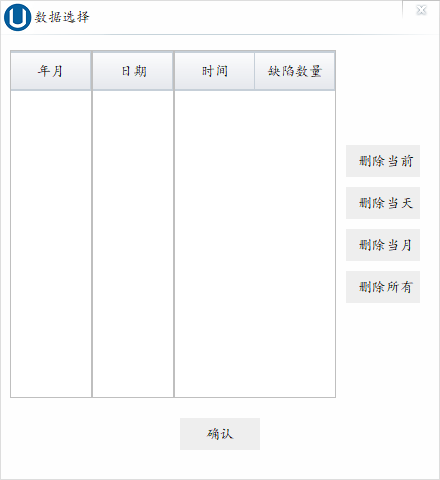 数据选择
年月 日期 时间 缺陷数量
删除当前
删除当天
删除当月
删除所有
确认